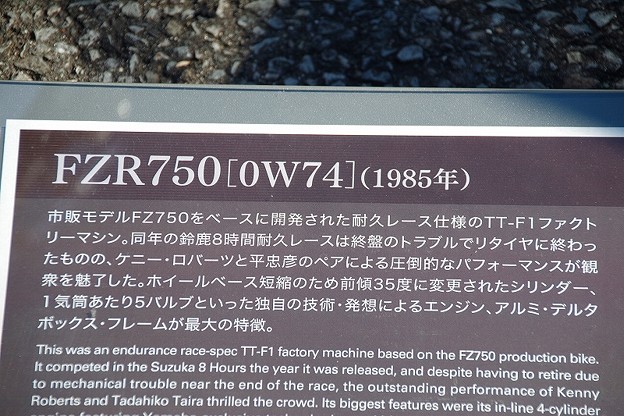 FZR750[0W74](1985年)
市販モデルFZ750をベースに開発された耐久レース仕様のTT-F1ファクト
リーマシン。同年の鈴鹿8時間耐久レースは終盤のトラブルでリタイヤに終わっ
たものの、ケニー・ロバーツと平忠彦のペアによる圧倒的なパフォーマンスが観
衆を魅了した。ホイールベース短縮のため前傾35度に変更されたシリンダー、
1気筒あたり5バルブといった独自の技術・発想によるエンジン、アルミ・デルタ
ボックス・フレームが最大の特徴。
This was an endurance race-spec TT-F1 factory machine based on the FZ750 production bike.
It competed in the Suzuka 8 Hours the year it was released, and despite having to retire due
to mechanical trouble near the end of the race, the outstanding performance of Kenny
Roberts and Tadahiko Taira thrilled the crowd. Its biggest features were its in-line 4-cylinder